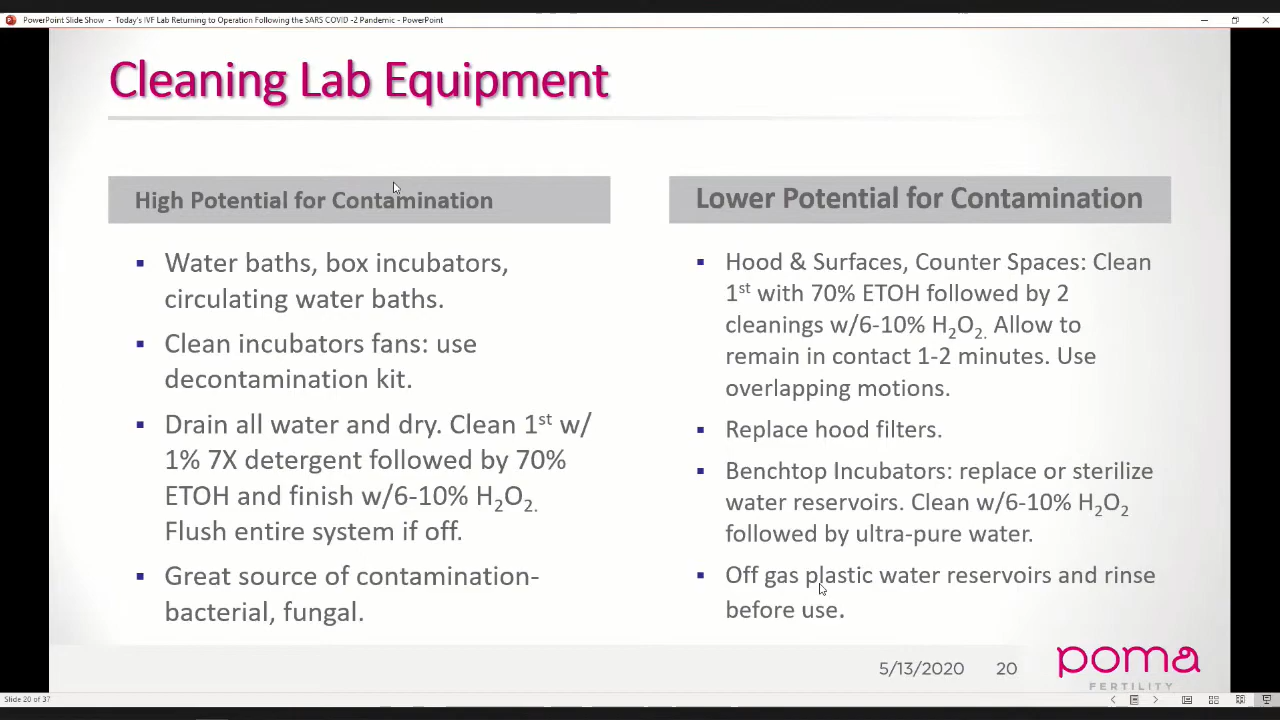 PowerPoint Slide Show - Today's IVF Lab Returning to Operation Following the SARS COVID -2 Pandemic - PowerPoint
Cleaning Lab Equipment
High Potential for Contamination
▪ Water baths, box incubators,
circulating water baths.
▪ Clean incubators fans: use
decontamination kit.
▪ Drain all water and dry. Clean 1st w/
1% 7X detergent followed by 70%
ETOH and finish w/6-10% H2O2.
Flush entire system if off.
▪ Great source of contamination-
bacterial, fungal.
Lower Potential for Contamination
▪ Hood & Surfaces, Counter Spaces: Clean
1st with 70% ETOH followed by 2
cleanings w/6-10% H2O2. Allow to
remain in contact 1-2 minutes. Use
overlapping motions.
▪ Replace hood filters.
▪ Benchtop Incubators: replace or sterilize
water reservoirs. Clean w/6-10% H2O2
followed by ultra-pure water.
▪ Off gas plastic water reservoirs and rinse
before use.
5/13/2020 20
poma
FERTILITY
Slide 20 of 37